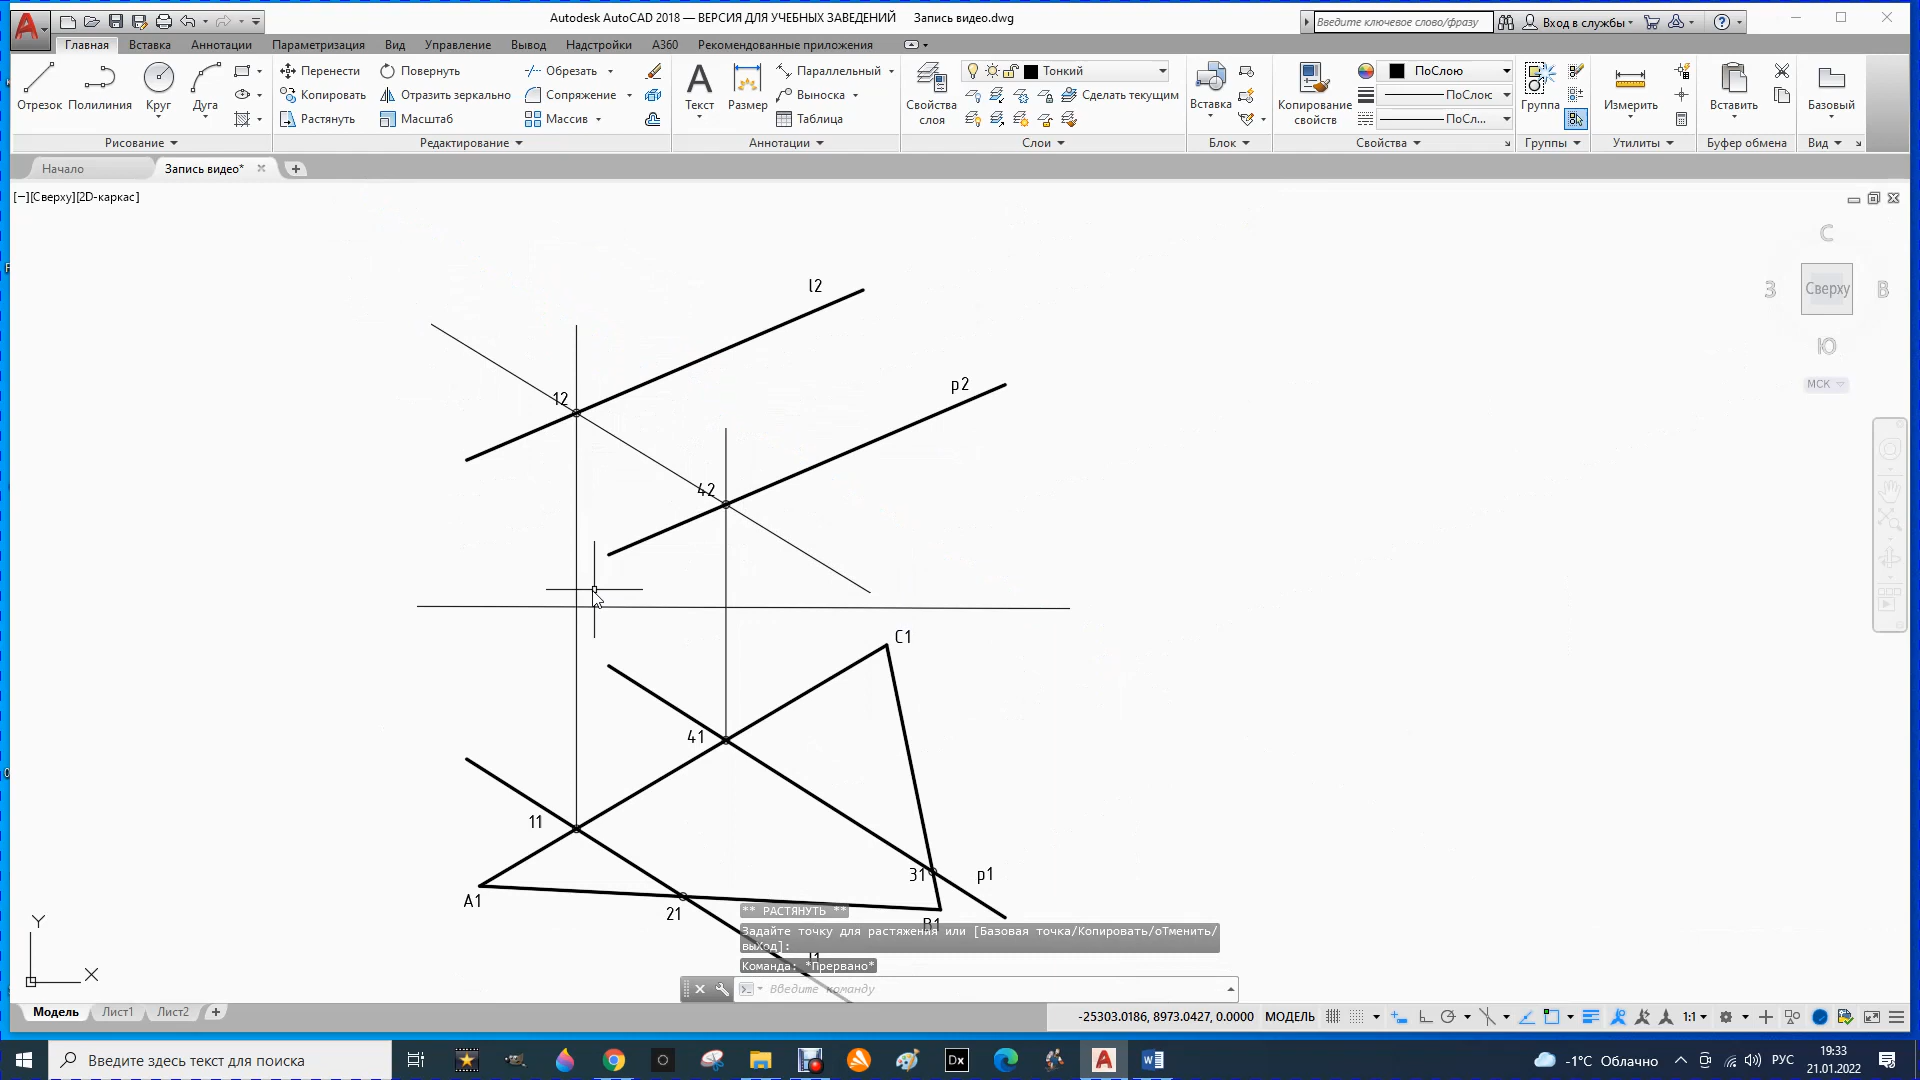 Autodesk AutoCAD 2018 — ВЕРСИЯ ДЛЯ УЧЕБНЫХ ЗАВЕДЕНИЙ Запись видео.dwg
Введите ключевое слово/фразу
Вход в службы
Главная Вставка Аннотации Параметризация Вид Управление Вывод Надстройки A360 Рекомендованные приложения
Отрезок Полилиния Круг Дуга
Перенести Повернуть Обрезать
Копировать Отразить зеркально Сопряжение
Растянуть Масштаб Массив
Текст Размер
Параллельный
Выноска
Таблица
Свойства слоя
Тонкий
Сделать текущим
Вставка
Копирование свойств
ПоСлою
ПоСлою
ПоСл...
Группа
Измерить
Вставить
Базовый
Рисование Редактирование Аннотации Слои Блок Свойства Группы Утилиты Буфер обмена Вид
Начало Запись видео*
[−][Сверху][2D-каркас]
С
З Сверху В
Ю
МСК
l2
p2
12
42
C1
41
11
31 p1
A1
21
B1
l1
** РАСТЯНУТЬ **
Задайте точку для растяжения или [Базовая точка/Копировать/оТменить/
выХод]:
Команда: *Прервано*
Введите команду
Y
X
Модель Лист1 Лист2
-25303.0186, 8973.0427, 0.0000 МОДЕЛЬ 1:1
Введите здесь текст для поиска
Dx
-1°C Облачно
РУС
19:33
21.01.2022